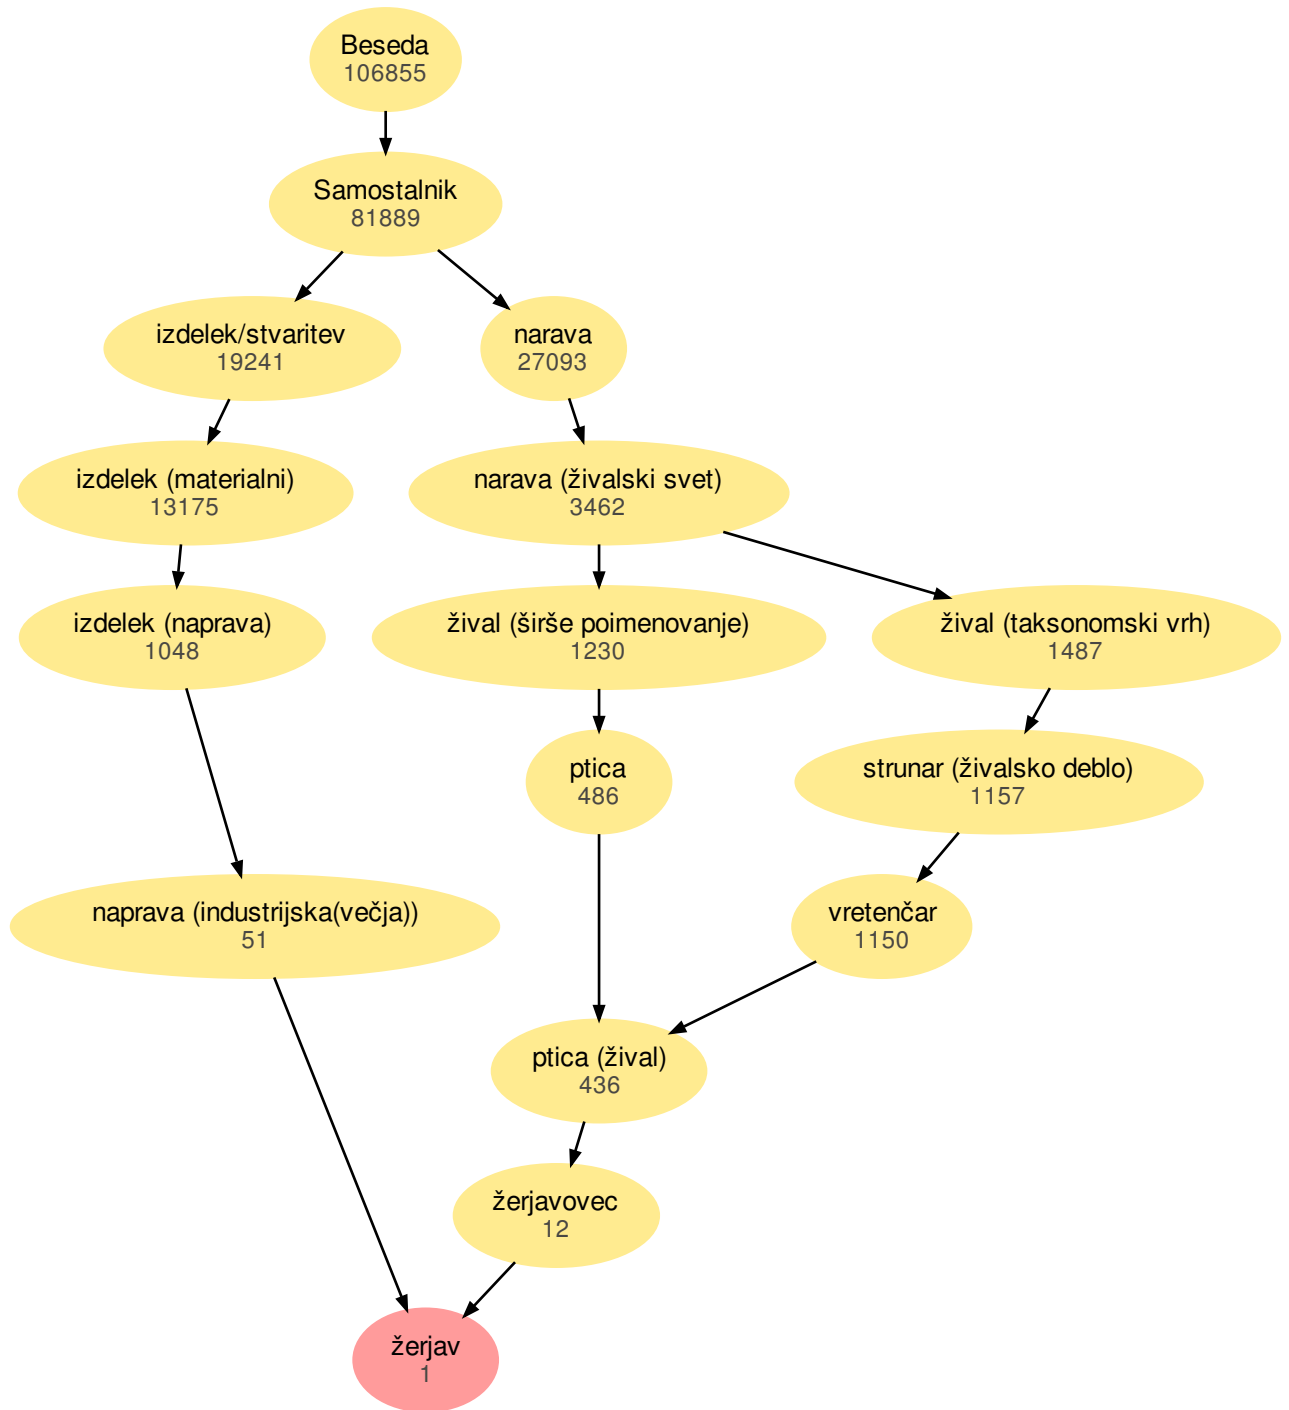 Beseda
106855
Samostalnik
81889
izdelek/stvaritev
19241
narava
27093
izdelek (materialni)
13175
narava (živalski svet)
3462
izdelek (naprava)
1048
žival (širše poimenovanje)
1230
žival (taksonomski vrh)
1487
ptica
486
strunar (živalsko deblo)
1157
naprava (industrijska(večja))
51
vretenčar
1150
ptica (žival)
436
žerjavovec
12
žerjav
1